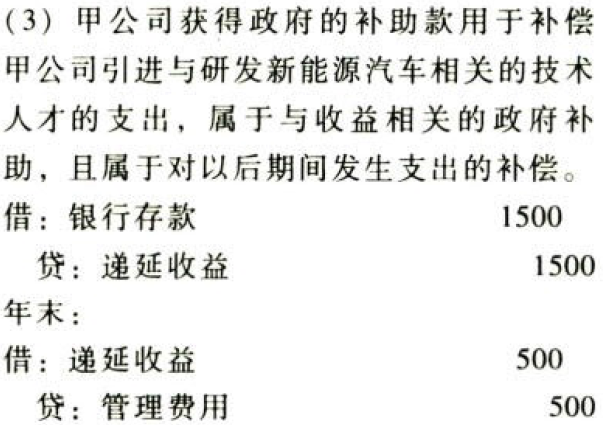 (3) 甲公司获得政府的补助款用于补偿
甲公司引进与研发新能源汽车相关的技术
人才的支出，属于与收益相关的政府补
助，且属于对以后期间发生支出的补偿。
借：银行存款 1500
贷：递延收益 1500
年末：
借：递延收益 500
贷：管理费用 500